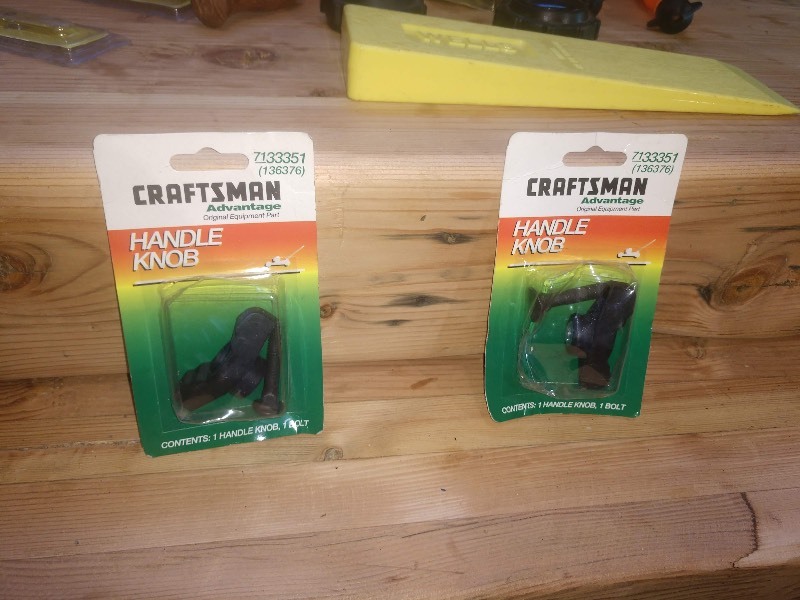 7133351
(136376)
CRAFTSMAN
Advantage
Original Equipment Part
HANDLE
KNOB
CONTENTS: 1 HANDLE KNOB, 1 BOLT
7133351
(136376)
CRAFTSMAN
Advantage
Original Equipment Part
HANDLE
KNOB
CONTENTS: 1 HANDLE KNOB, 1 BOLT